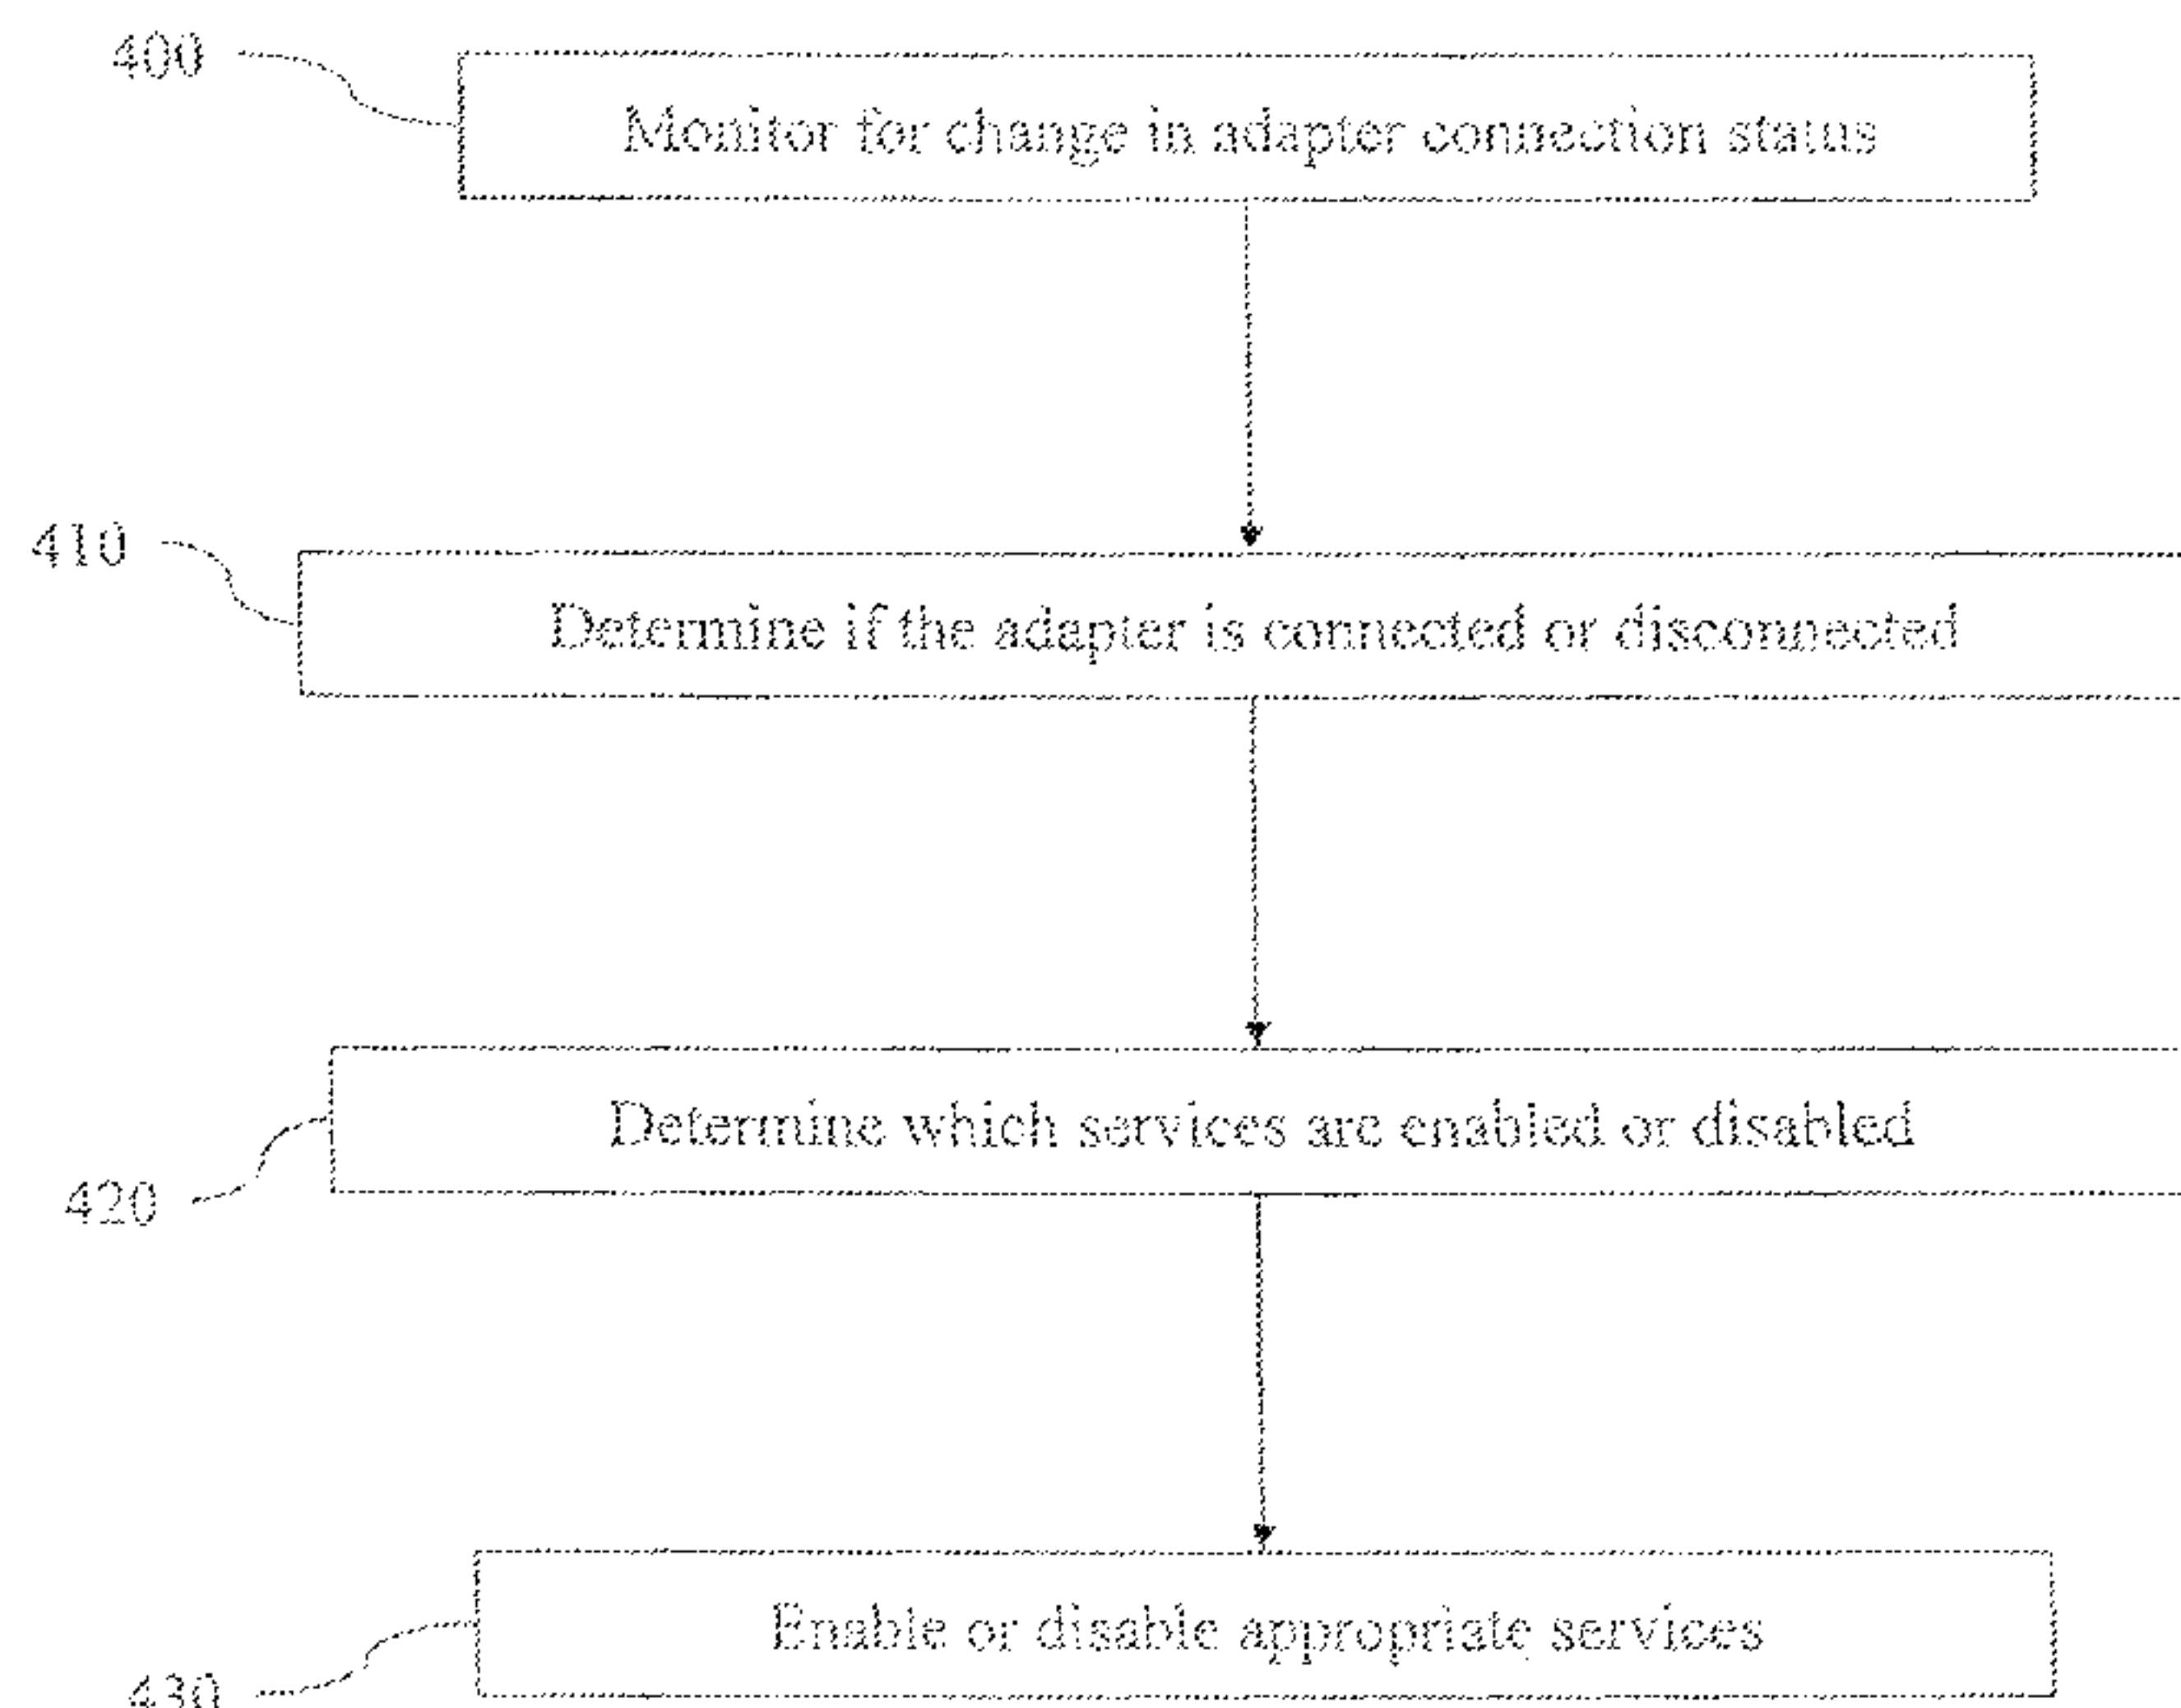 400
Monitor for change in adapter connection status
410
Determine if the adapter is connected or disconnected
Determine which services are enabled or disabled
420
Enable or disable appropriate services
430